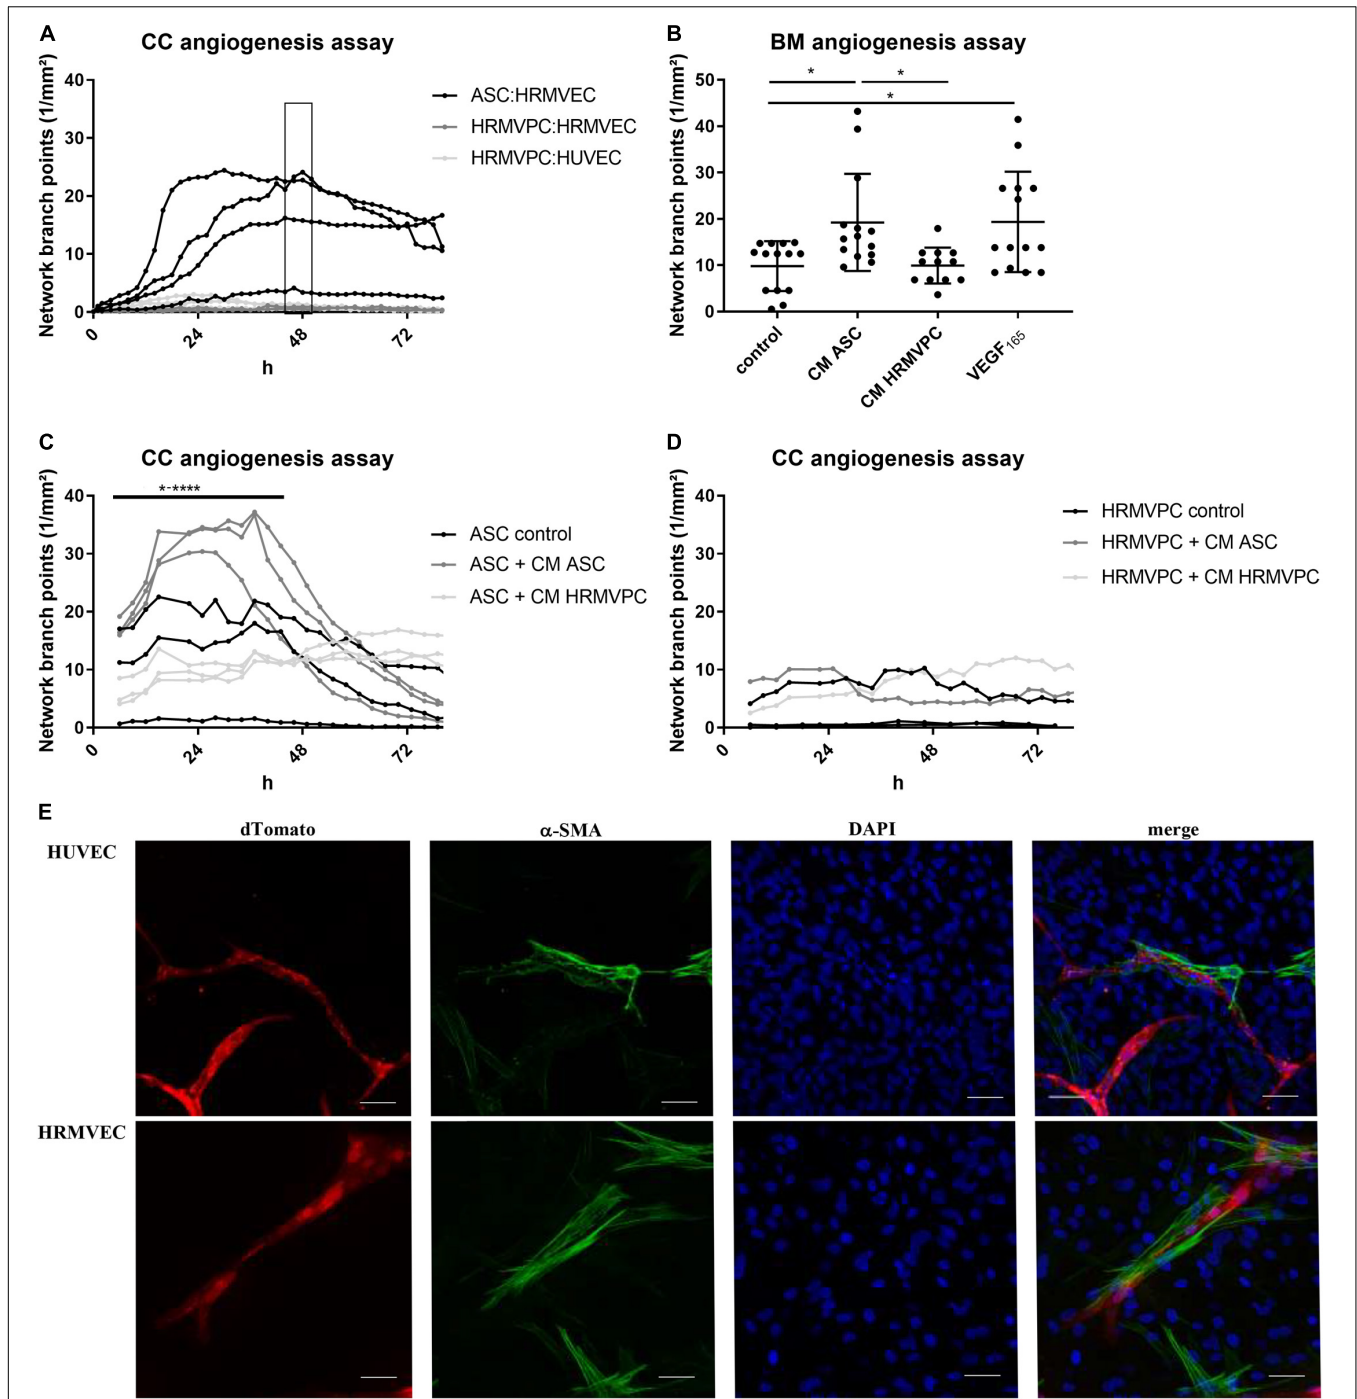 A
CC angiogenesis assay
Network branch points (1/mm²)
40
30
20
10
0
0
24
48
72
h
ASC:HRMVEC
HRMVPC:HRMVEC
HRMVPC:HUVEC
B
BM angiogenesis assay
Network branch points (1/mm²)
50
40
30
20
10
0
*
*
*
control
CM ASC
CM HRMVPC
VEGF₁₆₅
C
CC angiogenesis assay
Network branch points (1/mm²)
40
30
20
10
0
*-****
0
24
48
72
h
ASC control
ASC + CM ASC
ASC + CM HRMVPC
D
CC angiogenesis assay
Network branch points (1/mm²)
40
30
20
10
0
0
24
48
72
h
HRMVPC control
HRMVPC + CM ASC
HRMVPC + CM HRMVPC
E
dTomato
α-SMA
DAPI
merge
HUVEC
HRMVEC